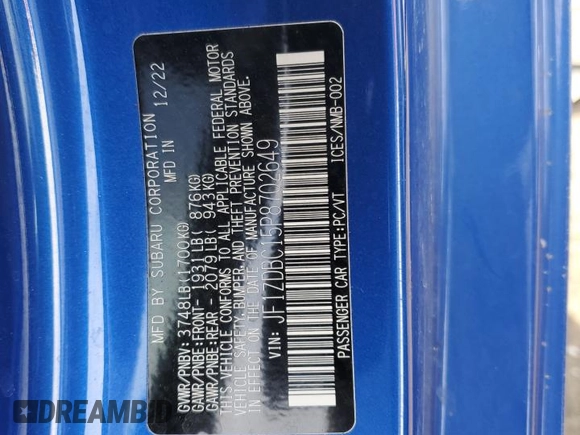 MFD BY SUBARU CORPORATION 12/22
MFD IN
GVWR/PNBV: 3748LB(1700KG)
GAWR/PNBE:FRONT - 1931LB( 876KG)
GAWR/PNBE:REAR - 2079LB( 943KG)
THIS VEHICLE CONFORMS TO ALL APPLICABLE FEDERAL MOTOR
VEHICLE SAFETY,BUMPER,AND THEFT PREVENTION STANDARDS
IN EFFECT ON THE DATE OF MANUFACTURE SHOWN ABOVE.
VIN: JF1ZDBC15P8702649
PASSENGER CAR TYPE:PC/VT ICES/NMB-002
DREAMBID